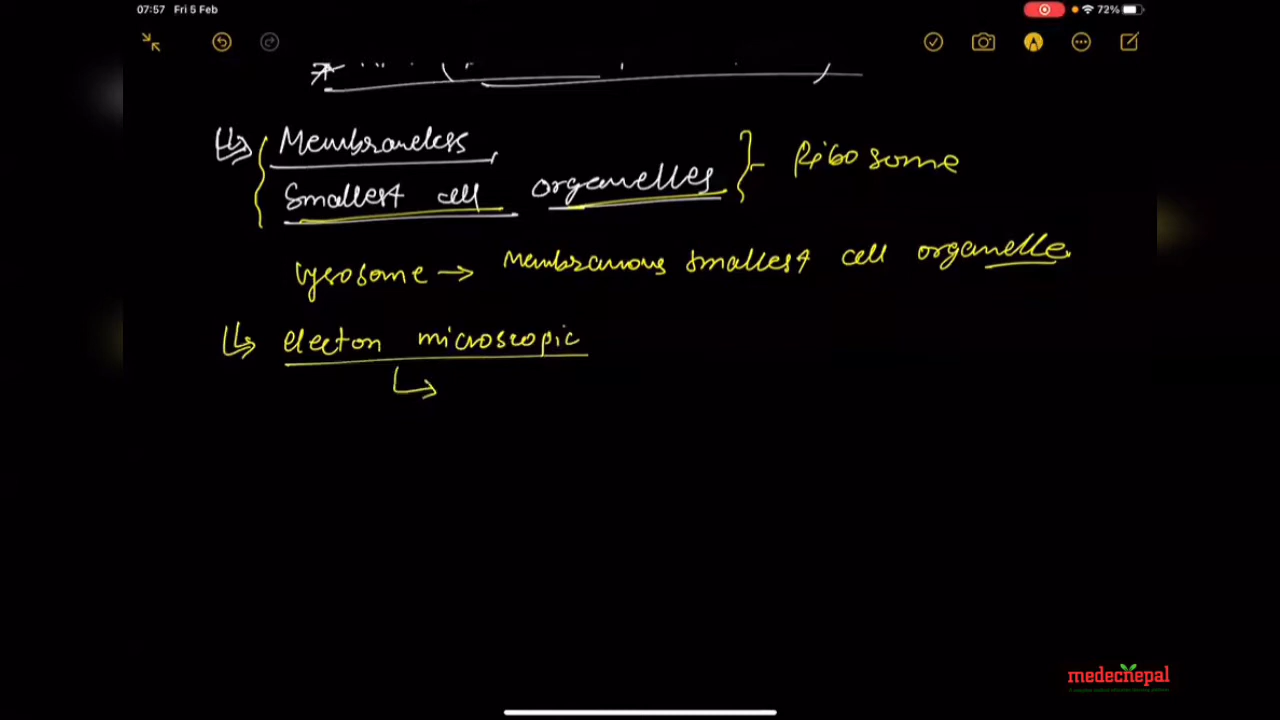 07:57 Fri 5 Feb
72%
Membraneless
Smallest cell organelles
Ribosome
lysosome → Membranous smallest cell organelle.
electon microscopic
medecnepal